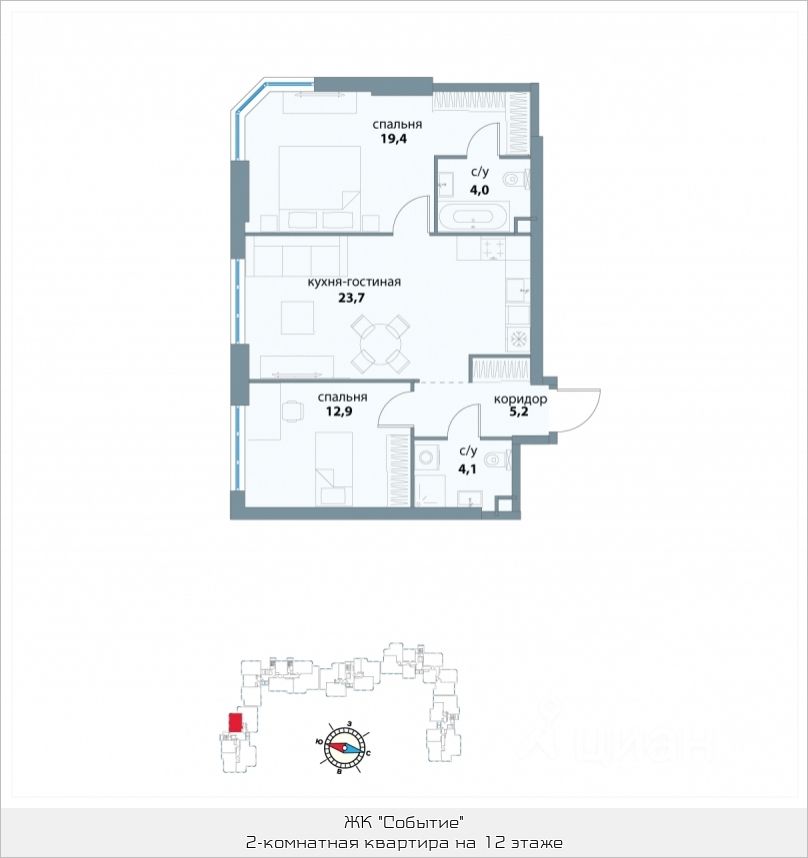 спальня
19,4
с/у
4,0
кухня-гостиная
23,7
спальня
12,9
коридор
5,2
с/у
4,1
З
Ю
С
В
циан
ЖК "Событие"
2-комнатная квартира на 12 этаже